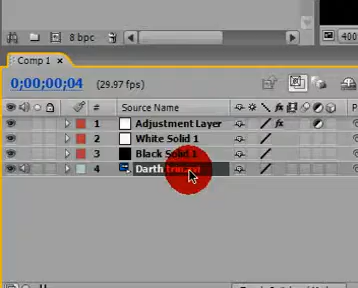 8 bpc
400
Comp 1
0;00;00;04 (29.97 fps)
# Source Name
1 Adjustment Layer
2 White Solid 1
3 Black Solid 1
4 Darth